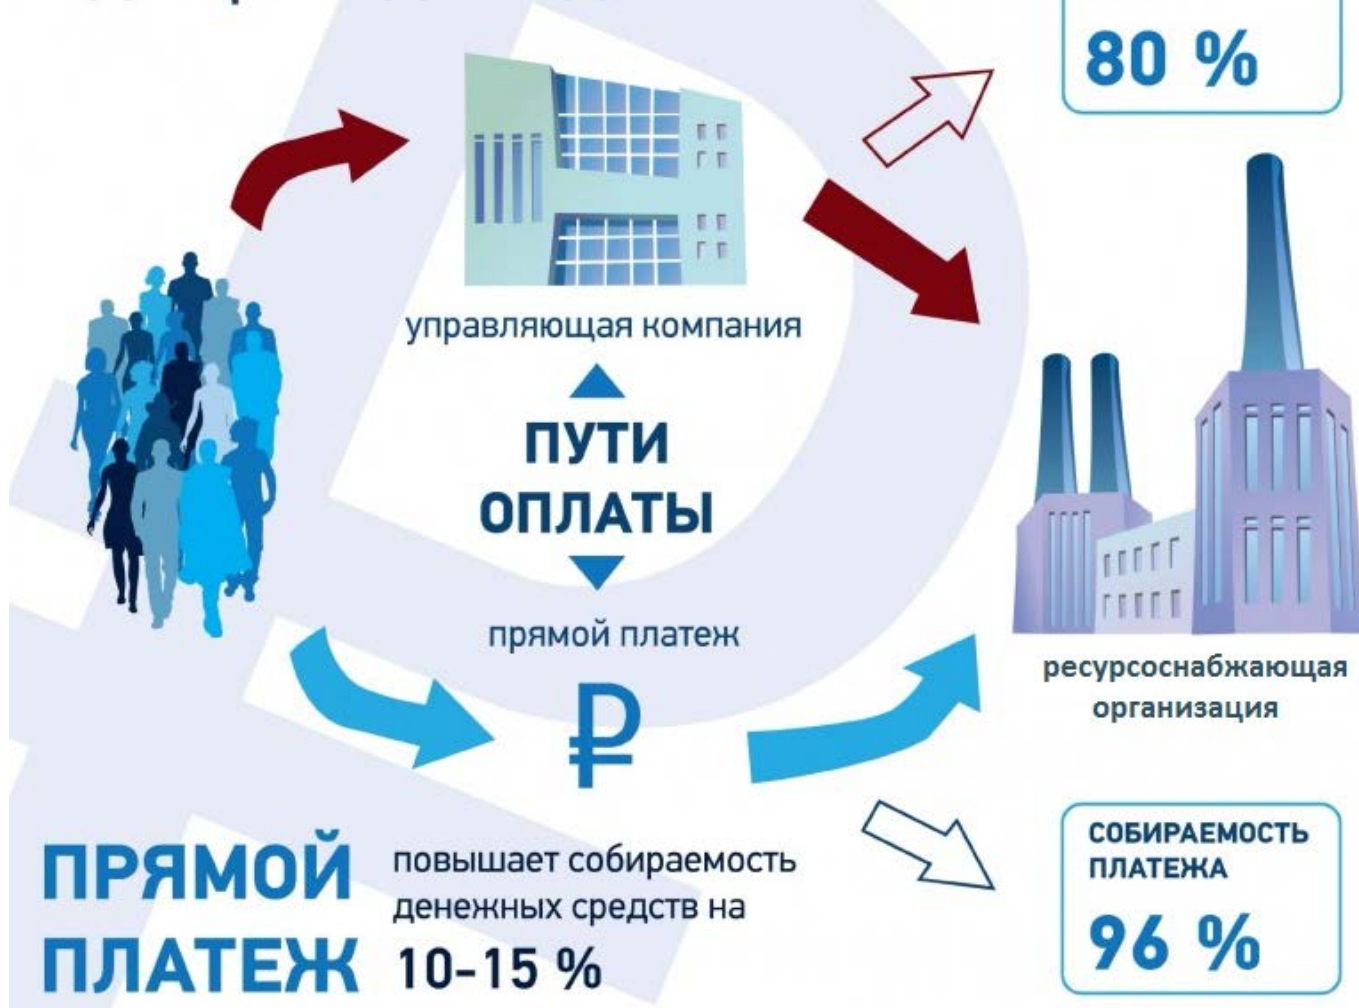 80 %
управляющая компания
ПУТИ
ОПЛАТЫ
прямой платеж
₽
ресурсоснабжающая
организация
ПРЯМОЙ
ПЛАТЕЖ
повышает собираемость
денежных средств на
10-15 %
СОБИРАЕМОСТЬ
ПЛАТЕЖА
96 %